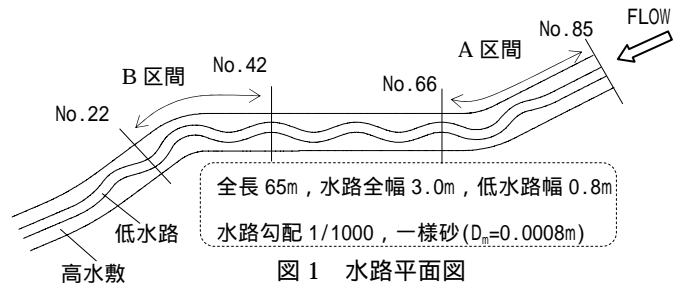 FLOW
No.85
A 区間
No.42
B 区間
No.66
No.22
全長 65m，水路全幅 3.0m，低水路幅 0.8m
水路勾配 1/1000，一様砂(Dm=0.0008m)
低水路
高水敷
図 1　水路平面図